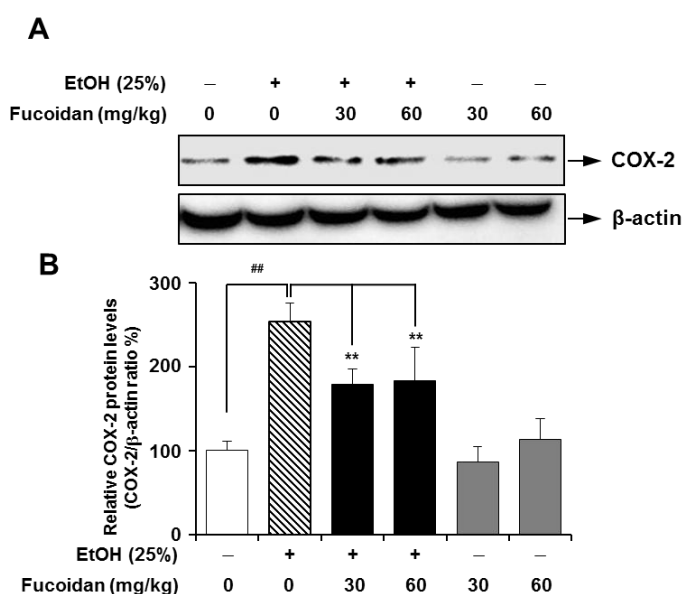 A
EtOH (25%) – + + + – –
Fucoidan (mg/kg) 0 0 30 60 30 60
COX-2
β-actin
B
##
300
200
100
0
Relative COX-2 protein levels
(COX-2/β-actin ratio %)
** **
EtOH (25%) – + + + – –
Fucoidan (mg/kg) 0 0 30 60 30 60